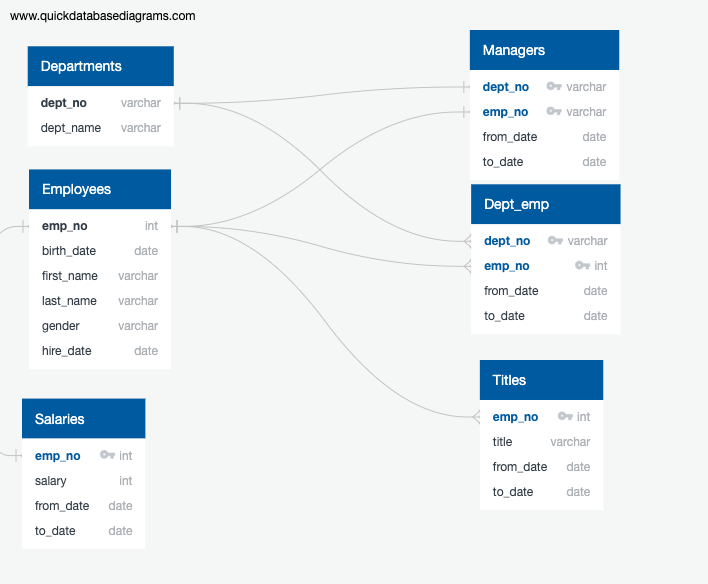 www.quickdatabasediagrams.com
Departments
dept_no varchar
dept_name varchar
Employees
emp_no int
birth_date date
first_name varchar
last_name varchar
gender varchar
hire_date date
Salaries
emp_no int
salary int
from_date date
to_date date
Managers
dept_no varchar
emp_no varchar
from_date date
to_date date
Dept_emp
dept_no varchar
emp_no int
from_date date
to_date date
Titles
emp_no int
title varchar
from_date date
to_date date